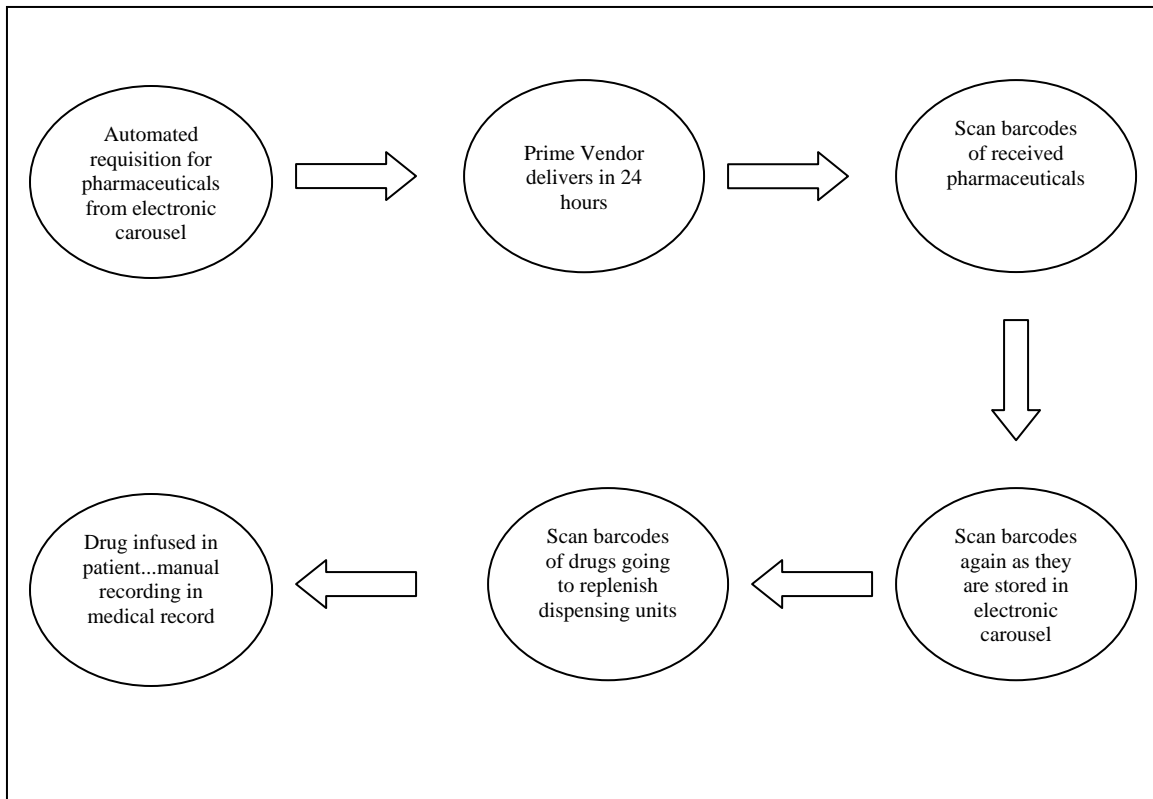 Automated
requisition for
pharmaceuticals
from electronic
carousel
Prime Vendor
delivers in 24
hours
Scan barcodes
of received
pharmaceuticals
Scan barcodes
again as they
are stored in
electronic
carousel
Scan barcodes
of drugs going
to replenish
dispensing units
Drug infused in
patient...manual
recording in
medical record